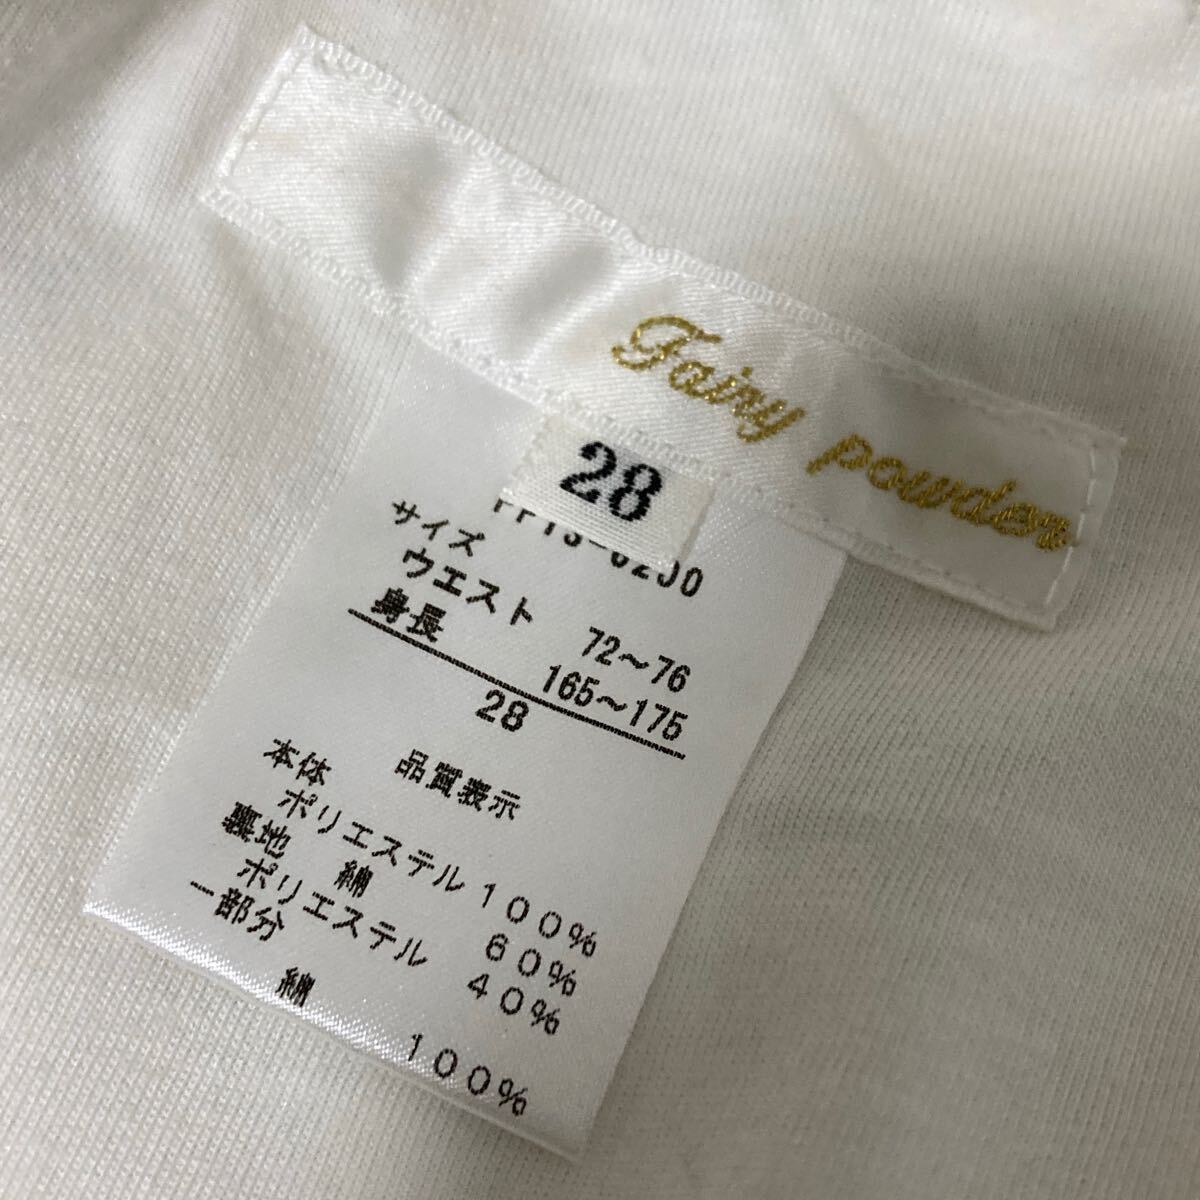 Fairy powder
28
サイズ
ウエスト 72～76
身長 165～175
28
品質表示
本体
ポリエステル 100%
裏地 綿 60%
ポリエステル 40%
一部分
綿 100%